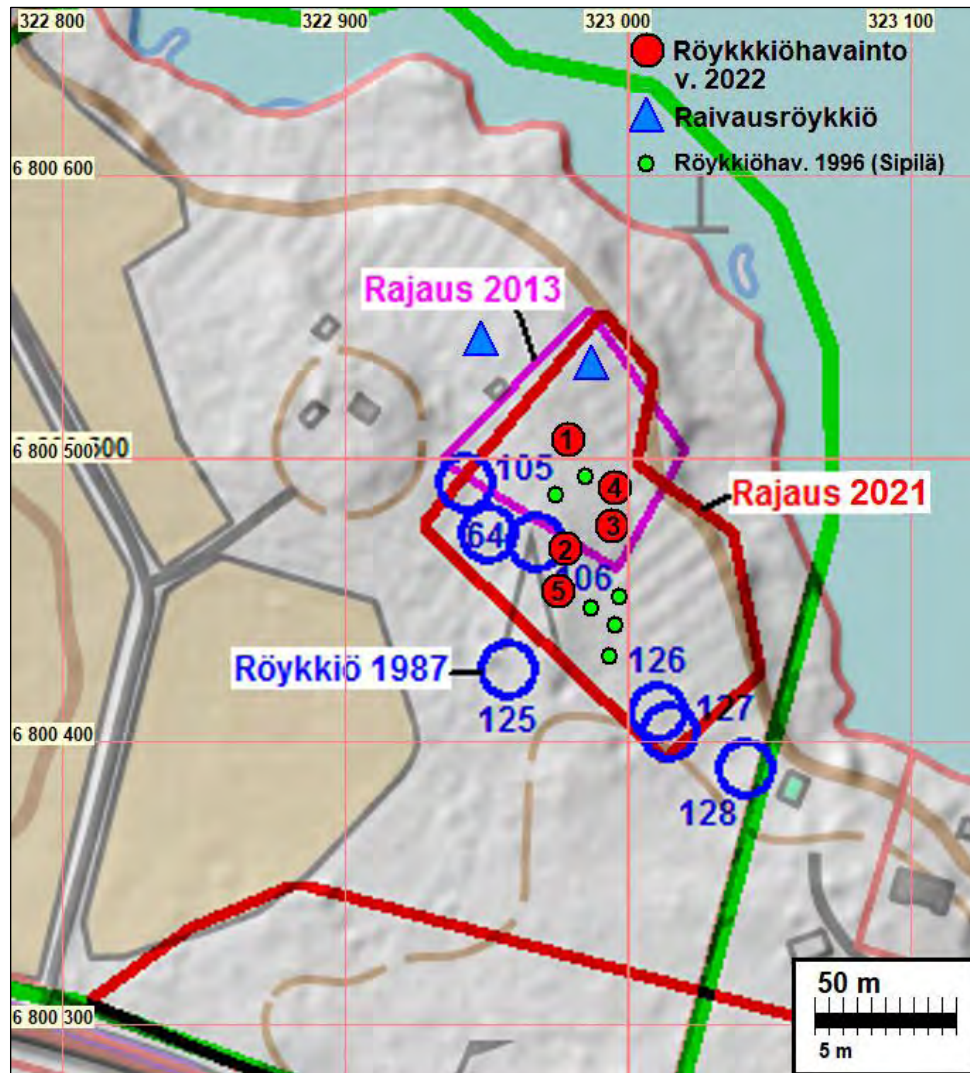 322 800
322 900
323 000
323 100
Röykkkiöhavainto
v. 2022
Raivausröykkiö
Röykkiöhav. 1996 (Sipilä)
6 800 600
Rajaus 2013
6 800 500
1
105
4
Rajaus 2021
3
64
2
106
5
126
Röykkiö 1987
127
125
6 800 400
128
50 m
6 800 300
5 m